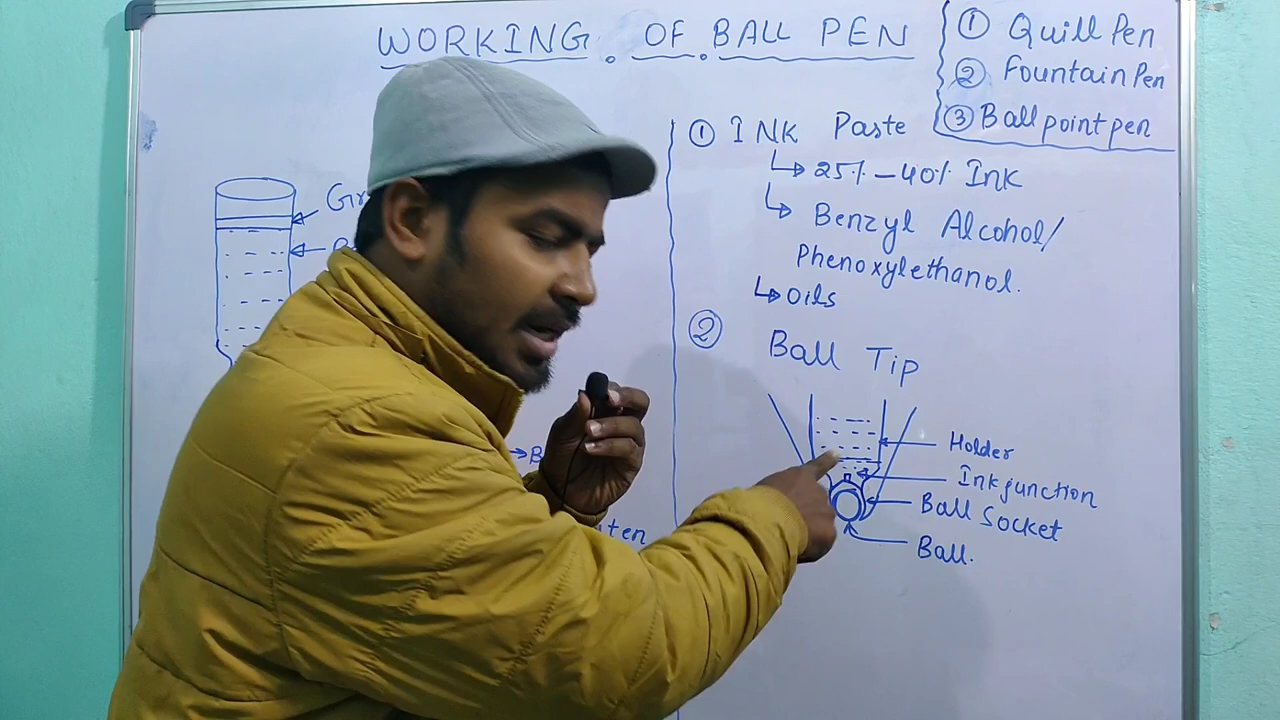 WORKING OF BALL PEN
① Quill Pen
② Fountain Pen
③ Ball point pen
① INK Paste
↳ 25% - 40% Ink
↳ Benzyl Alcohol/
Phenoxylethanol.
↳ Oils
② Ball Tip
Holder
Ink junction
Ball Socket
Ball.